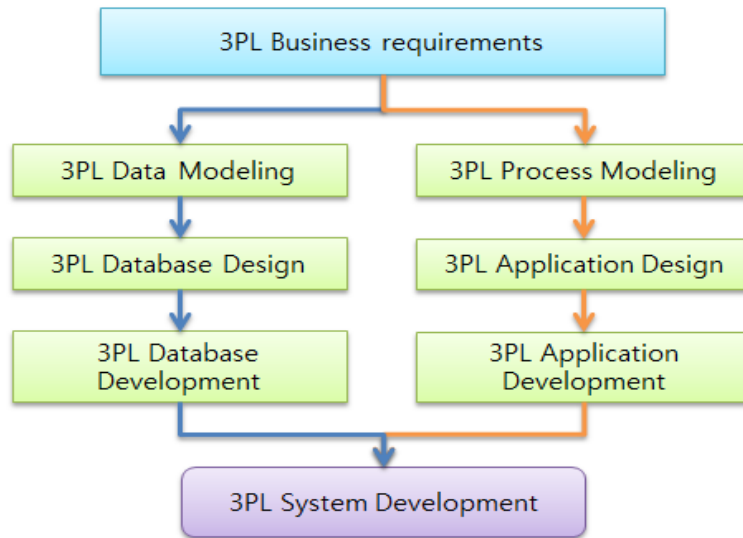 3PL Business requirements
3PL Data Modeling
3PL Process Modeling
3PL Database Design
3PL Application Design
3PL Database
Development
3PL Application
Development
3PL System Development